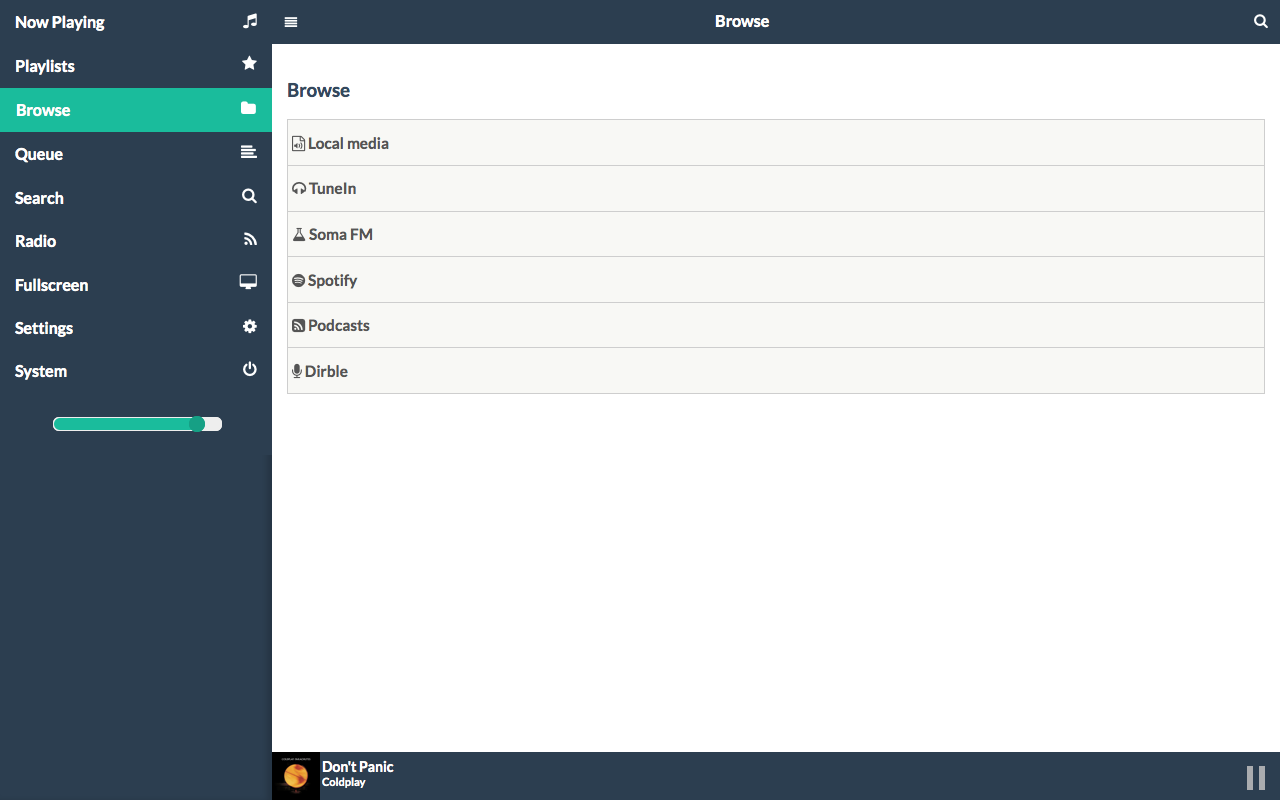 Now Playing
Playlists
Browse
Queue
Search
Radio
Fullscreen
Settings
System
Browse
Browse
Local media
TuneIn
Soma FM
Spotify
Podcasts
Dirble
Don't Panic
Coldplay